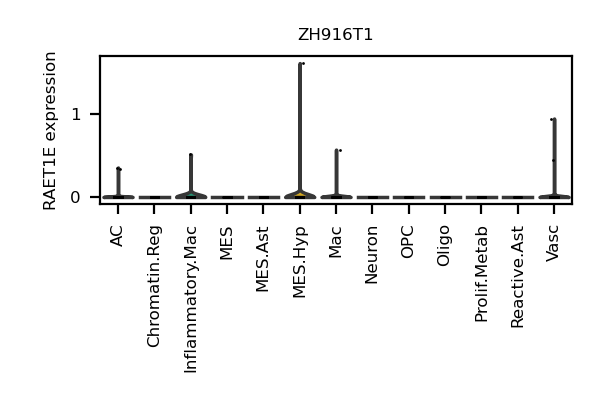 ZH916T1
RAET1E expression
1
0
AC
Chromatin.Reg
Inflammatory.Mac
MES
MES.Ast
MES.Hyp
Mac
Neuron
OPC
Oligo
Prolif.Metab
Reactive.Ast
Vasc